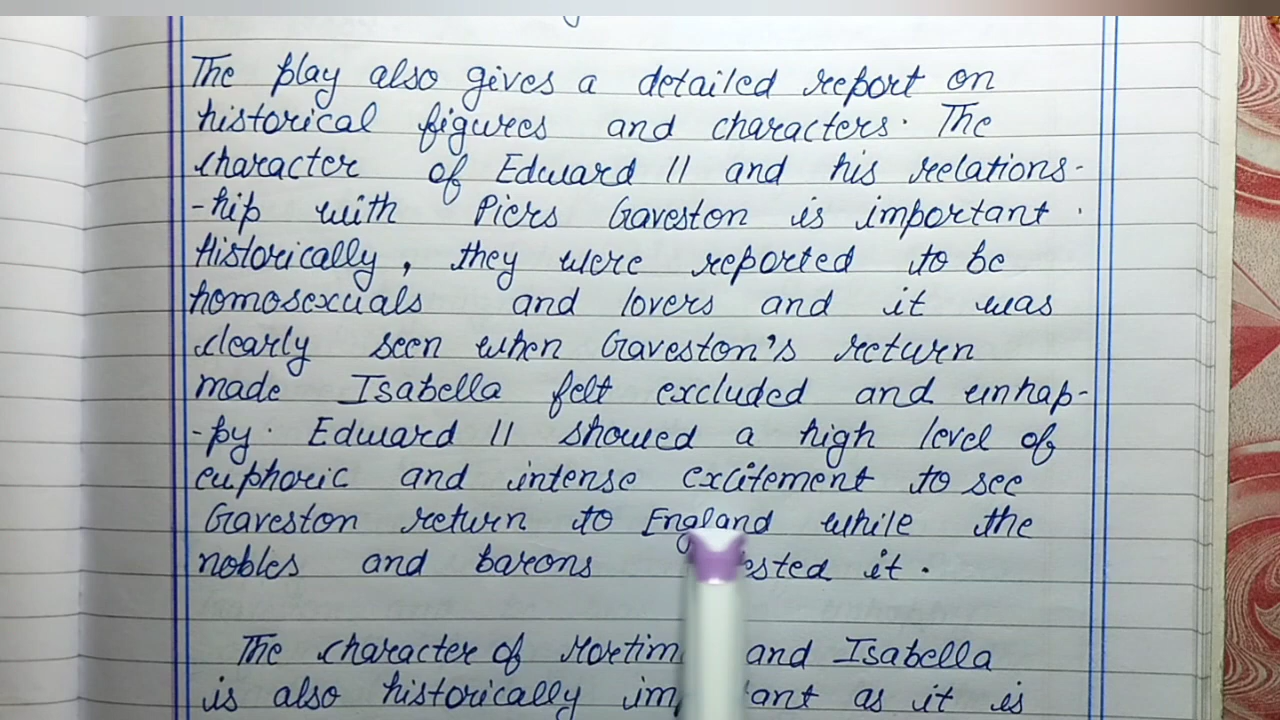 The play also gives a detailed report on
historical figures and characters. The
character of Edward II and his relations-
-hip with Piers Gaveston is important.
Historically, they were reported to be
homosexuals and lovers and it was
clearly seen when Gaveston's return
made Isabella felt excluded and unhap-
-py. Edward II showed a high level of
euphoric and intense excitement to see
Gaveston return to England while the
nobles and barons it.
The character of and Isabella
is also historically as it is